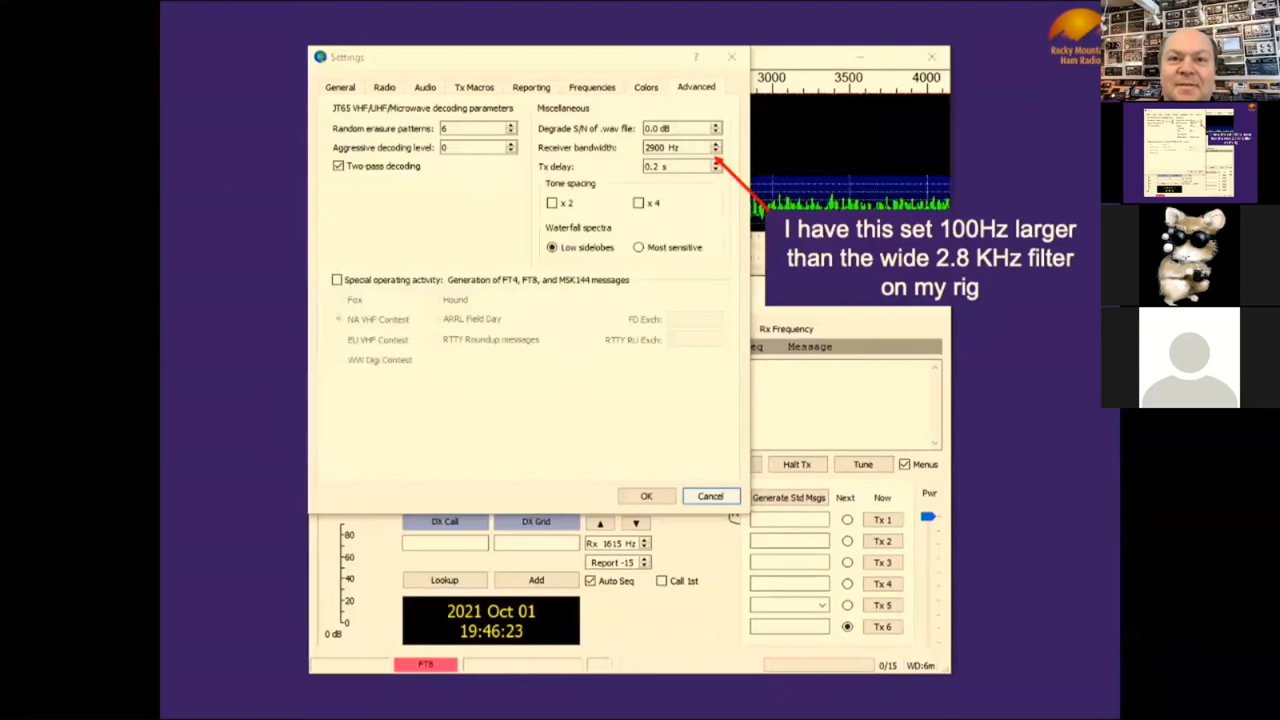 Rocky Mounta
Ham Radio
Settings
?
General Radio Audio Tx Macros Reporting Frequencies Colors Advanced
3000 3500 4000
JT65 VHF/UHF/Microwave decoding parameters
Random erasure patterns: 6
Aggressive decoding level: 0
Two-pass decoding
Miscellaneous
Degrade S/N of .wav file: 0.0 dB
Receiver bandwidth: 2900 Hz
Tx delay: 0.2 s
Tone spacing
x 2 x 4
Waterfall spectra
Low sidelobes Most sensitive
I have this set 100Hz larger
than the wide 2.8 KHz filter
on my rig
Special operating activity: Generation of FT4, FT8, and MSK144 messages
Fox Hound
NA VHF Contest ARRL Field Day FD Exch:
EU VHF Contest RTTY Roundup messages RTTY RU Exch:
WW Digi Contest
OK Cancel
Rx Frequency
eq Message
Halt Tx Tune Menus
Generate Std Msgs Next Now Pwr
Tx 1
Tx 2
Tx 3
Tx 4
Tx 5
Tx 6
80
60
40
20
0
0 dB
DX Call DX Grid
Rx 1615 Hz
Report -15
Lookup Add Auto Seq Call 1st
2021 Oct 01
19:46:23
FT8
0/15 WD:6m